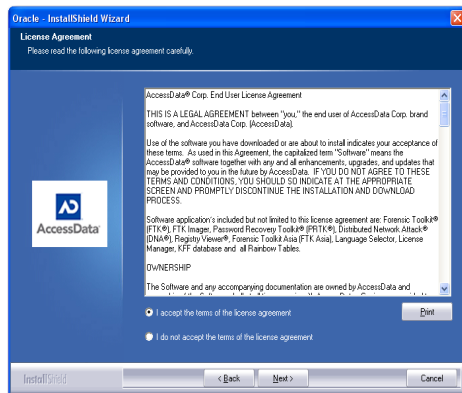 Oracle - InstallShield Wizard
License Agreement
Please read the following license agreement carefully.
AccessData® Corp. End User License Agreement
THIS IS A LEGAL AGREEMENT between "you," the end user of AccessData Corp. brand
software, and AccessData Corp. (AccessData).
Use of the software you have downloaded or are about to install indicates your acceptance of
these terms. As used in this Agreement, the capitalized term "Software" means the
AccessData® software together with any and all enhancements, upgrades, and updates that
may be provided to you in the future by AccessData. IF YOU DO NOT AGREE TO THESE
TERMS AND CONDITIONS, YOU SHOULD SO INDICATE AT THE APPROPRIATE
SCREEN AND PROMPTLY DISCONTINUE THE INSTALLATION AND DOWNLOAD
PROCESS.
Software application's included but not limited to this license agreement are: Forensic Toolkit®
(FTK®), FTK Imager, Password Recovery Toolkit® (PRTK®), Distributed Network Attack®
(DNA®), Registry Viewer®, Forensic Toolkit Asia (FTK Asia), Language Selector, License
Manager, KFF database and all Rainbow Tables.
OWNERSHIP
The Software and any accompanying documentation are owned by AccessData and
AccessData
I accept the terms of the license agreement
Print
I do not accept the terms of the license agreement
InstallShield
< Back
Next >
Cancel